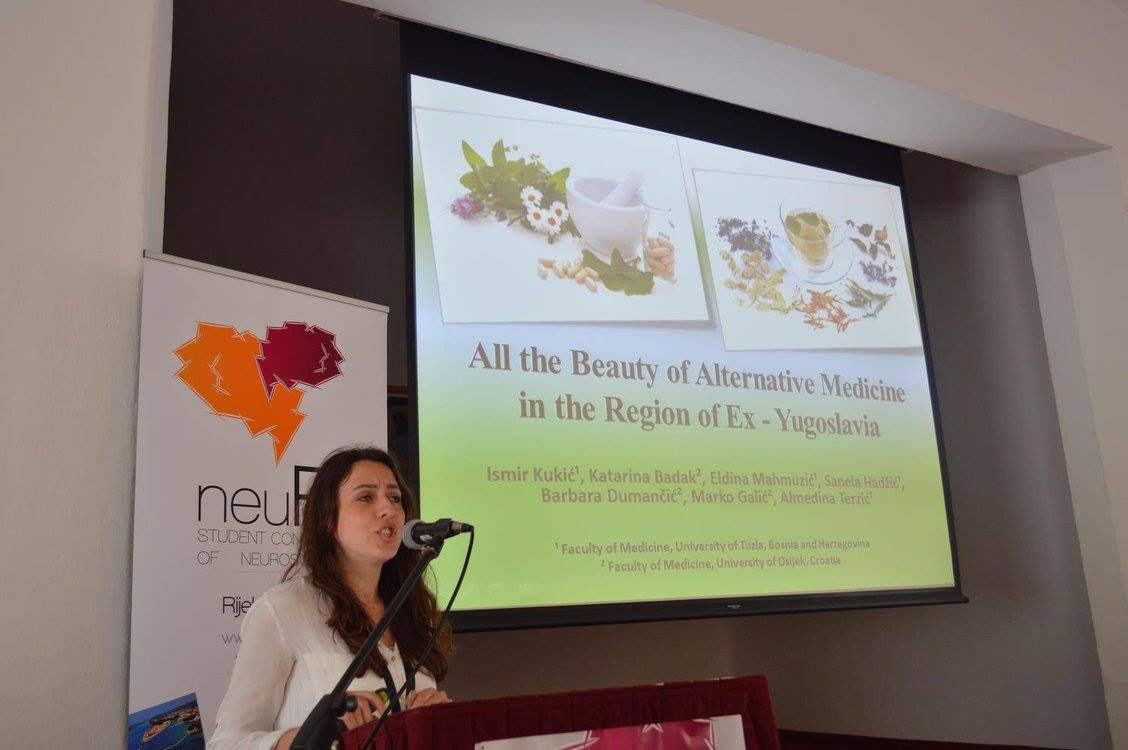 neu
STUDENT CON
OF NEUROS
Rije
All the Beauty of Alternative Medicine
in the Region of Ex - Yugoslavia
Ismir Kukić¹, Katarina Badak², Eldina Mahmuzić¹, Sanela Hadžić¹,
Barbara Dumančić², Marko Galić², Almedina Terzić¹
¹ Faculty of Medicine, University of Tuzla, Bosnia and Herzegovina
² Faculty of Medicine, University of Osijek, Croatia